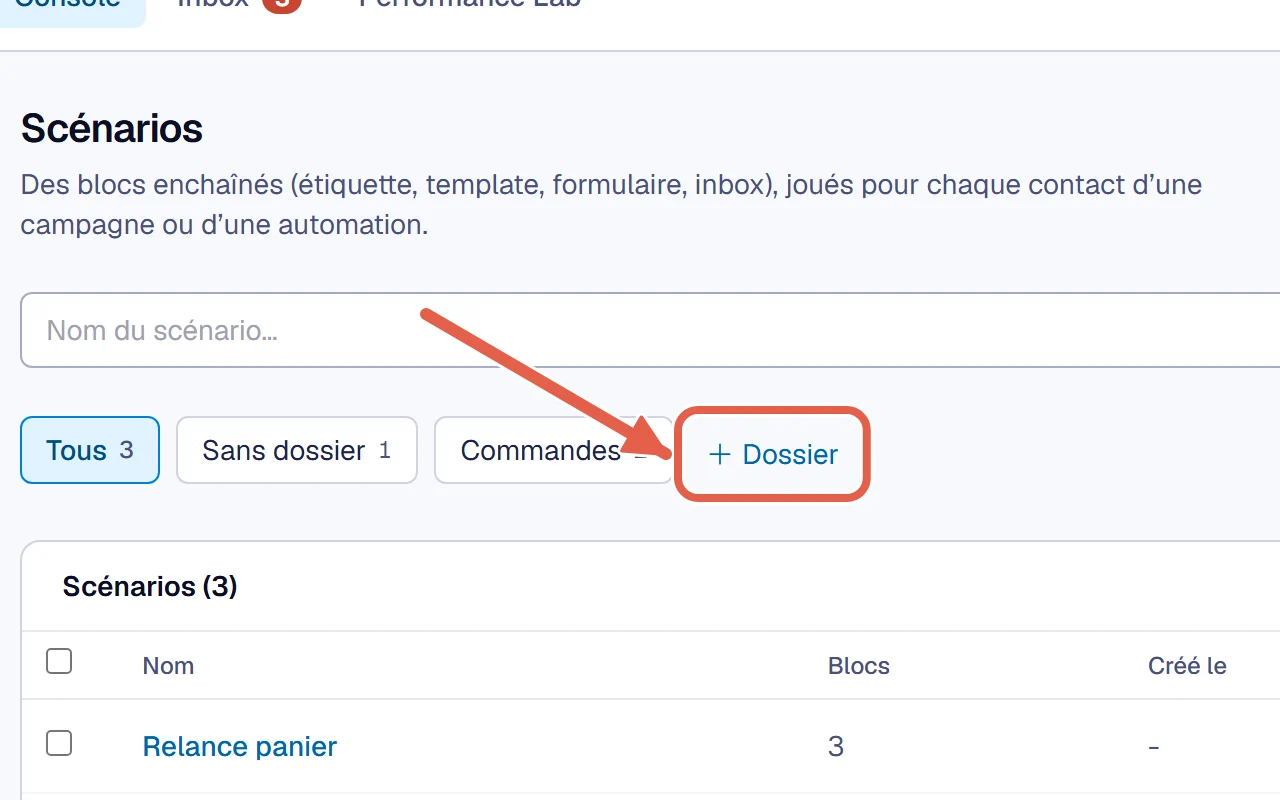 Console Inbox 3 Performance Lab
Scénarios
Des blocs enchaînés (étiquette, template, formulaire, inbox), joués pour chaque contact d’une
campagne ou d’une automation.
Nom du scénario...
Tous 3 Sans dossier 1 Commandes + Dossier
Scénarios (3)
Nom Blocs Créé le
Relance panier 3 -